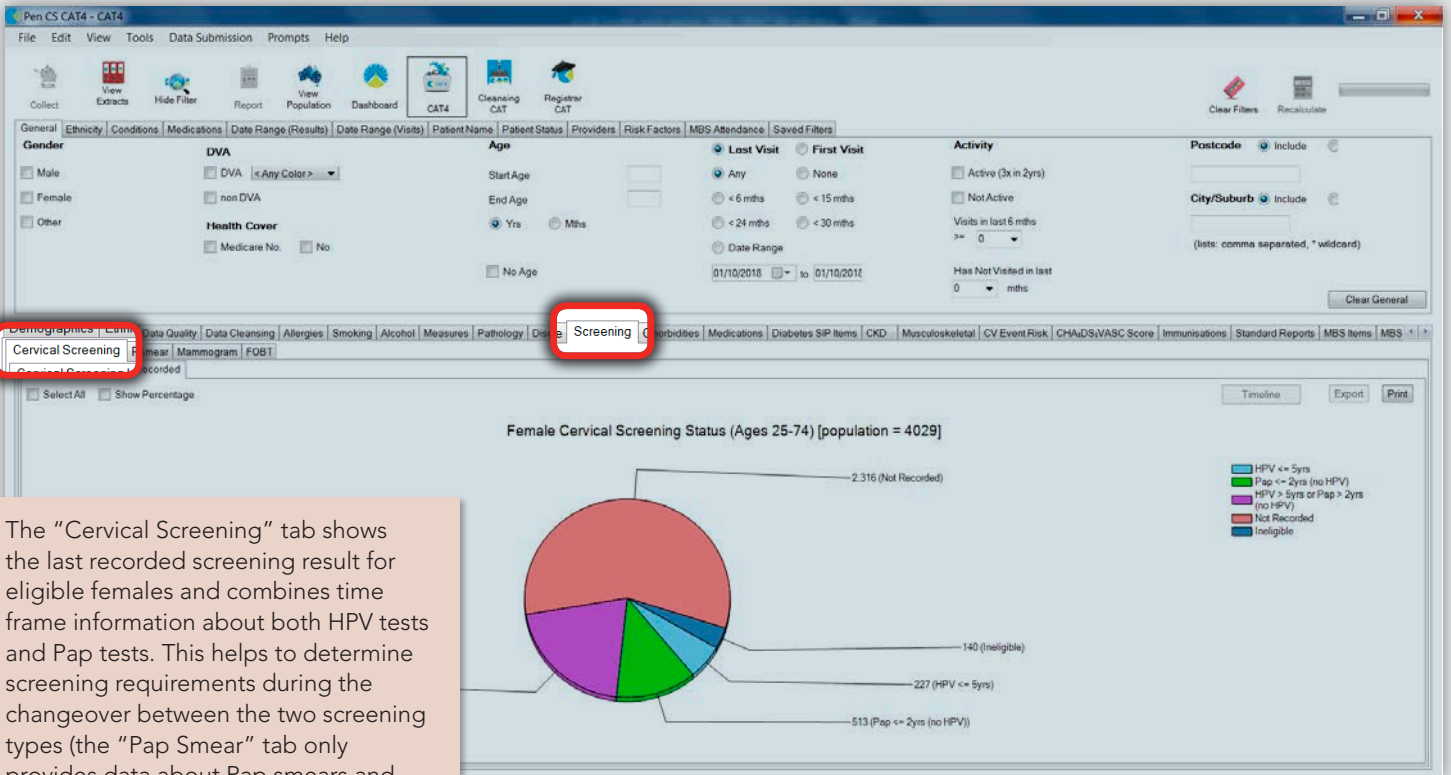 Pen CS CAT4 - CAT4
File Edit View Tools Data Submission Prompts Help
Collect View Extracts Hide Filter Report View Population Dashboard CAT4 Cleansing CAT Registrar CAT Clear Filters Recalculate
General Ethnicity Conditions Medications Date Range (Results) Date Range (Visits) Patient Name Patient Status Providers Risk Factors MBS Attendance Saved Filters
Gender DVA Age Last Visit First Visit Activity Postcode Include
Male DVA <Any Color> Start Age Any None Active (3x in 2yrs)
Female non DVA End Age < 6 mths < 15 mths Not Active City/Suburb Include
Other Health Cover Yrs Mths < 24 mths < 30 mths Visits in last 6 mths
Medicare No. No Date Range >= 0 (lists: comma separated, * wildcard)
No Age 01/10/2018 to 01/10/2018 Has Not Visited in last
0 mths Clear General
Demographics Data Quality Data Cleansing Allergies Smoking Alcohol Measures Pathology Screening Medications Diabetes SIP Items CKD Musculoskeletal CV Event Risk CHA₂DS₂VASC Score Immunisations Standard Reports MBS Items MBS
Cervical Screening Mammogram FOBT
Cervical Screening
Select All Show Percentage Timeline Export Print
Female Cervical Screening Status (Ages 25-74) [population = 4029]
2.316 (Not Recorded)
HPV <= 5yrs
Pap <= 2yrs (no HPV)
HPV > 5yrs or Pap > 2yrs
(no HPV)
Not Recorded
Ineligible
140 (Ineligible)
227 (HPV <= 5yrs)
513 (Pap <= 2yrs (no HPV))
The “Cervical Screening” tab shows
the last recorded screening result for
eligible females and combines time
frame information about both HPV tests
and Pap tests. This helps to determine
screening requirements during the
changeover between the two screening
types (the “Pap Smear” tab only
provides data about Pap smears and